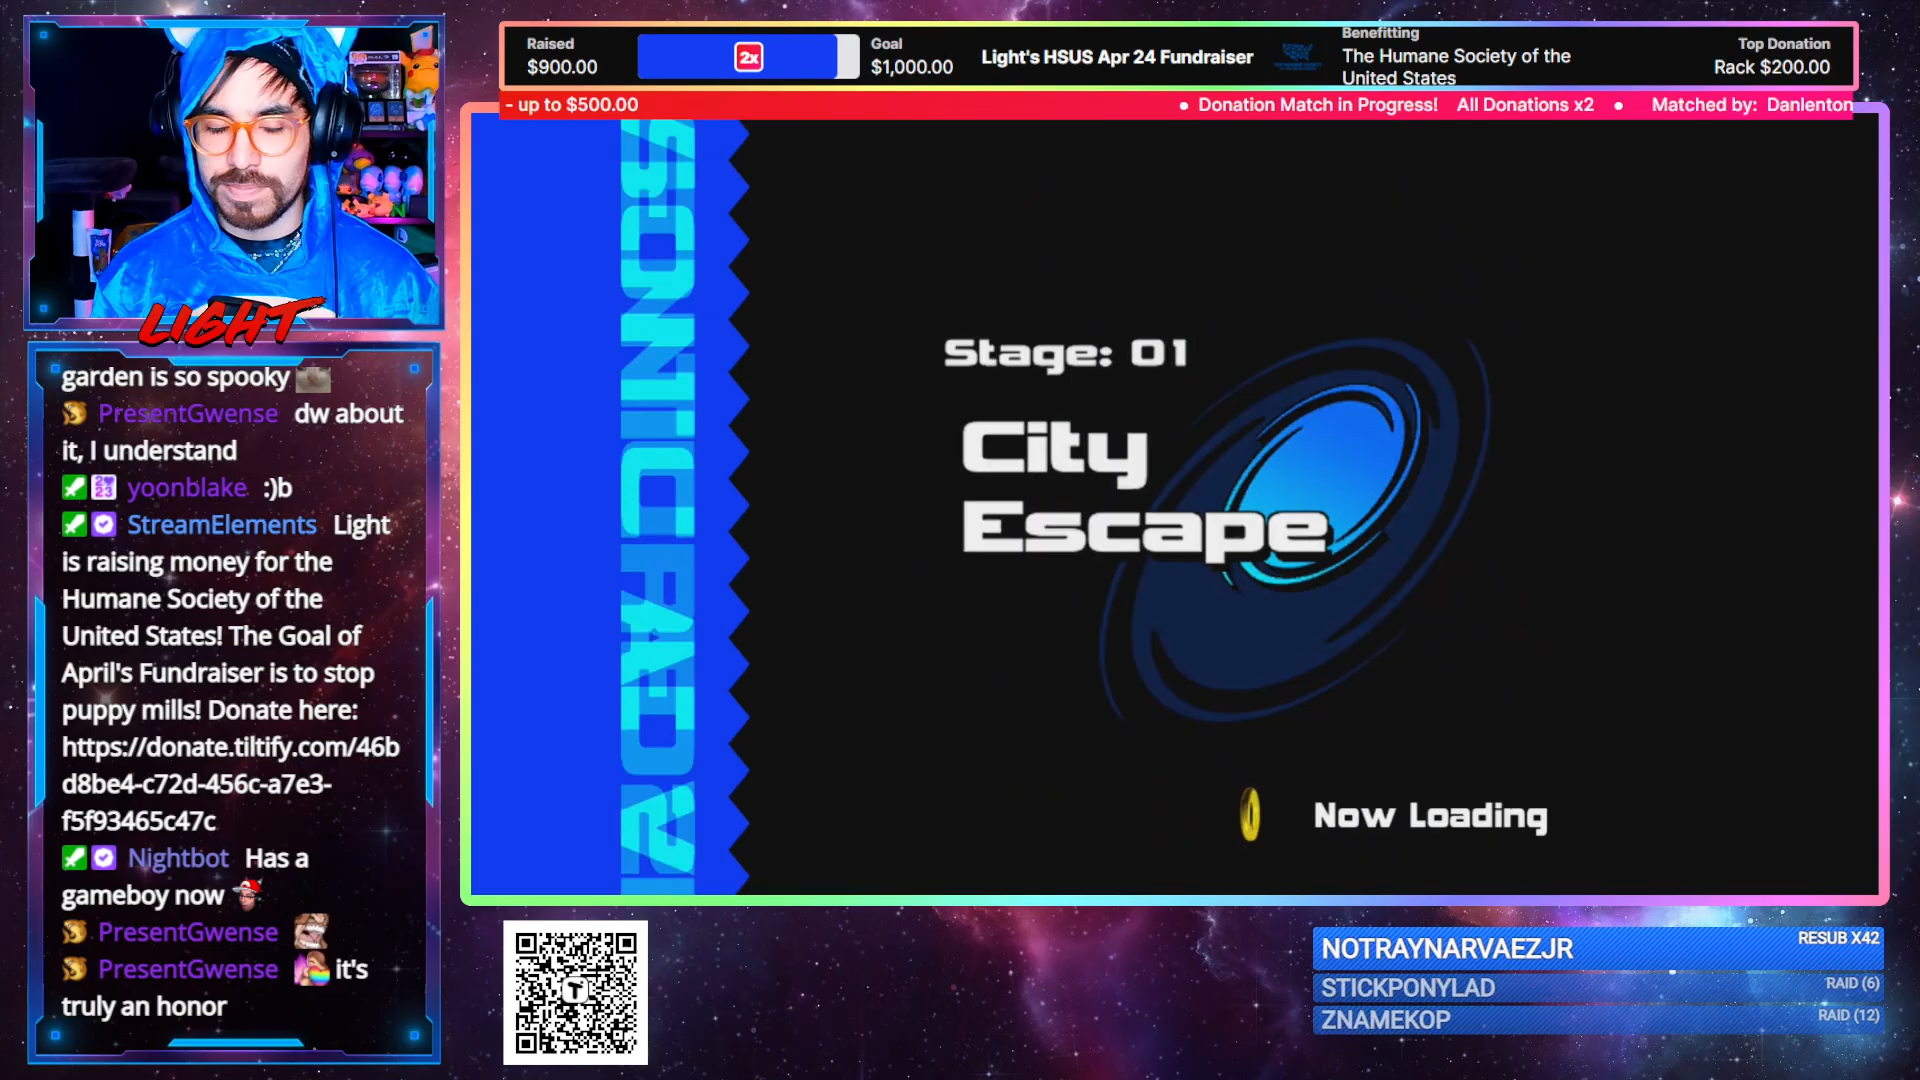 Raised
$900.00
2x
Goal
$1,000.00
Light's HSUS Apr 24 Fundraiser
Benefitting
The Humane Society of the
United States
Top Donation
Rack $200.00
- up to $500.00
• Donation Match in Progress! All Donations x2 • Matched by: Danlenton
LIGHT
garden is so spooky
PresentGwense dw about
it, I understand
yoonblake :)b
StreamElements Light
is raising money for the
Humane Society of the
United States! The Goal of
April's Fundraiser is to stop
puppy mills! Donate here:
https://donate.tiltify.com/46b
d8be4-c72d-456c-a7e3-
f5f93465c47c
Nightbot Has a
gameboy now
PresentGwense
PresentGwense it's
truly an honor
Stage: 01
City
Escape
Now Loading
T
NOTRAYNARVAEZJR RESUB X42
STICKPONYLAD RAID (6)
ZNAMEKOP RAID (12)